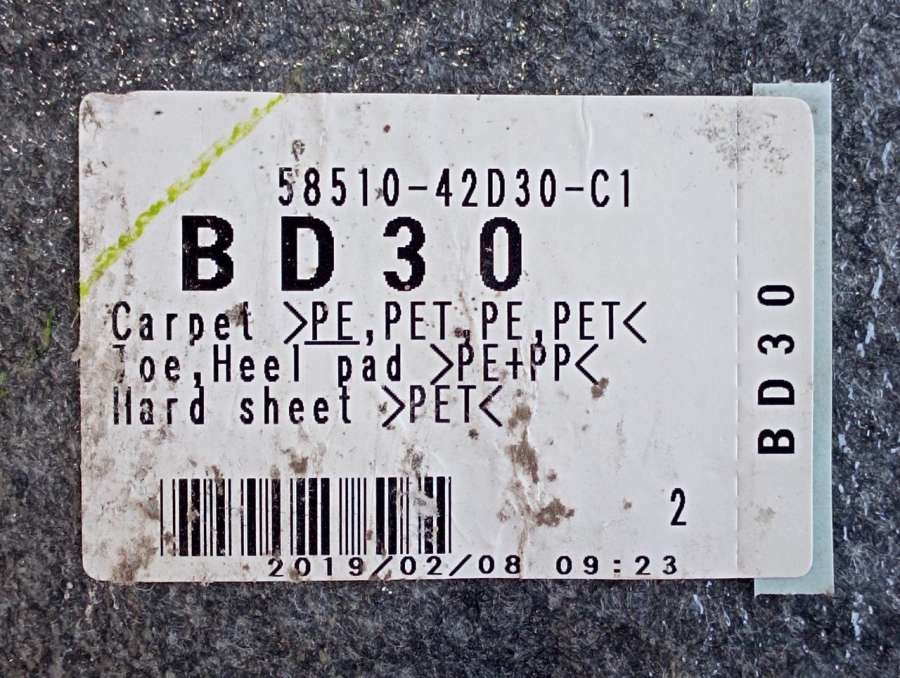 58510-42D30-C1
BD30
Carpet >PE,PET,PE,PET<
Toe,Heel pad >PE+PP<
Hard sheet >PET<
2
2019/02/08 09:23
BD30